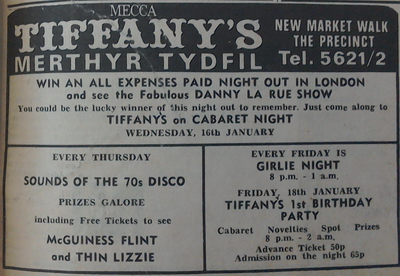 MECCA
TIFFANY'S
MERTHYR TYDFIL
NEW MARKET WALK
THE PRECINCT
Tel. 5621/2
WIN AN ALL EXPENSES PAID NIGHT OUT IN LONDON
and see the Fabulous DANNY LA RUE SHOW
You could be the lucky winner of this night out to remember. Just come along to
TIFFANY'S on CABARET NIGHT
WEDNESDAY, 16th JANUARY
EVERY THURSDAY
SOUNDS OF THE 70s DISCO
PRIZES GALORE
including Free Tickets to see
McGUINESS FLINT
and THIN LIZZIE
EVERY FRIDAY IS
GIRLIE NIGHT
8 p.m. - 1 a.m.
FRIDAY, 18th JANUARY
TIFFANY'S 1st BIRTHDAY
PARTY
Cabaret Novelties Spot Prizes
8 p.m. - 2 a.m.
Advance Ticket 50p
Admission on the night 65p